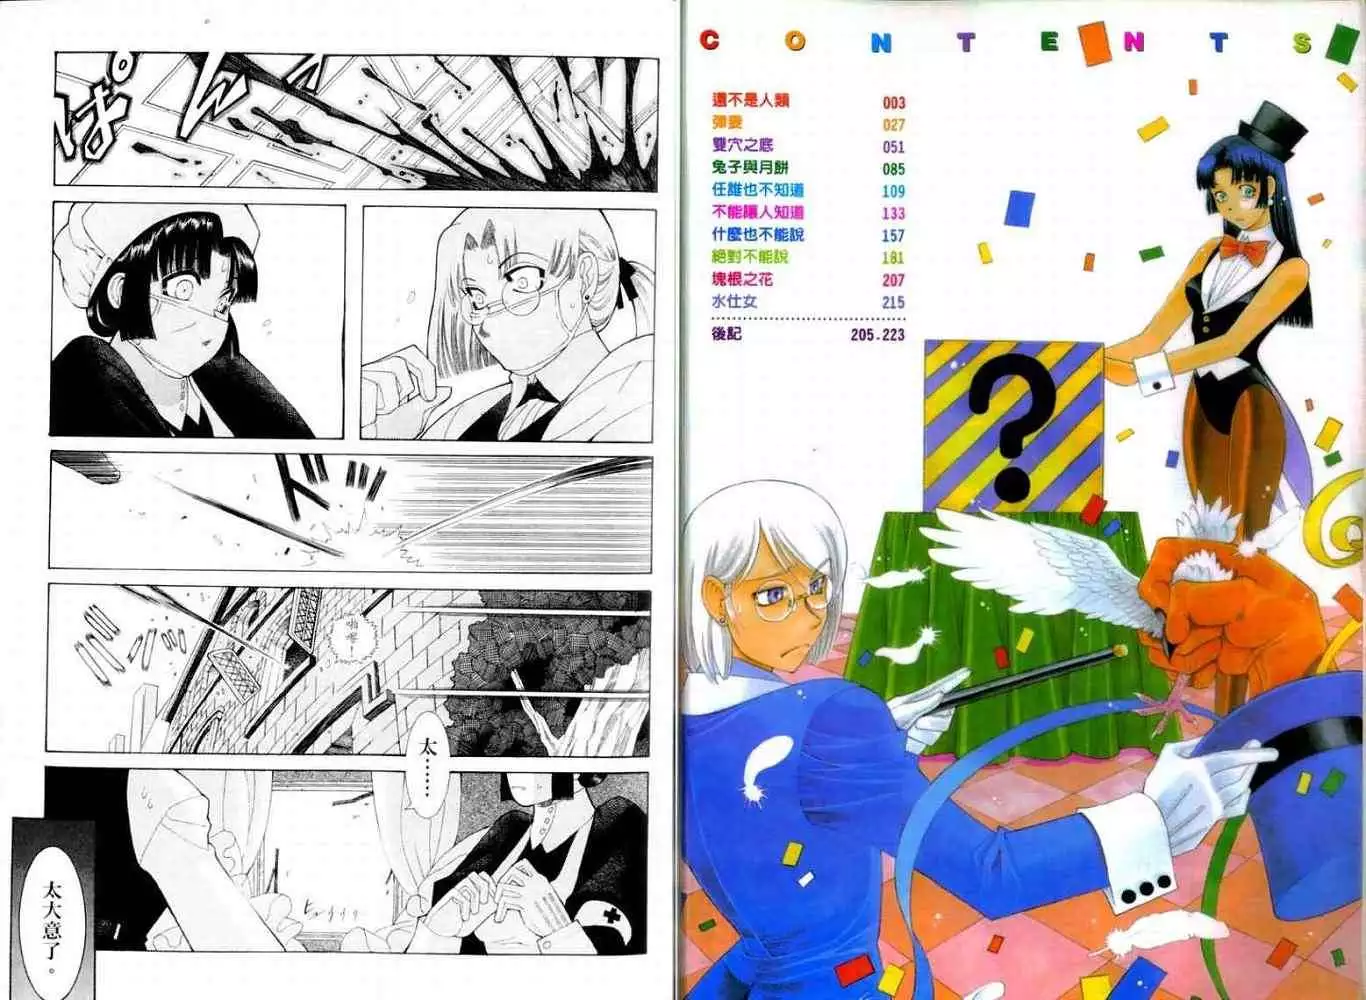 CONTENTS
還不是人類 003
彈雯 027
雙穴之底 051
兔子與月餅 085
任誰也不知道 109
不能讓人知道 133
什麼也不能說 157
絕對不能說 181
塊根之花 207
水仕女 215
後記 205.223
?
ぱん
啪嚓
太……
太大意了。